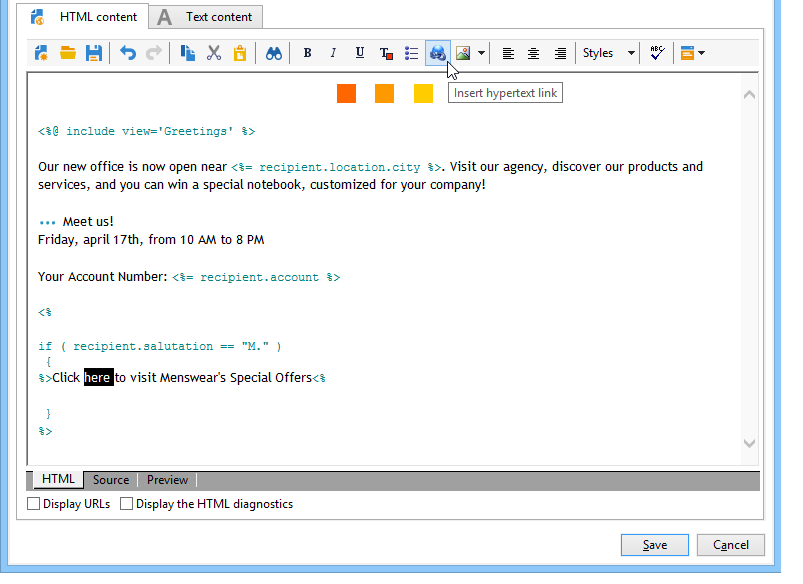 HTML content
A Text content
B I U T Styles ABC
Insert hypertext link
<%@ include view='Greetings' %>
Our new office is now open near <%= recipient.location.city %>. Visit our agency, discover our products and
services, and you can win a special notebook, customized for your company!
Meet us!
Friday, april 17th, from 10 AM to 8 PM
Your Account Number: <%= recipient.account %>
<%
if ( recipient.salutation == "M." )
{
%>Click here to visit Menswear's Special Offers<%
}
%>
HTML Source Preview
Display URLs Display the HTML diagnostics
Save Cancel